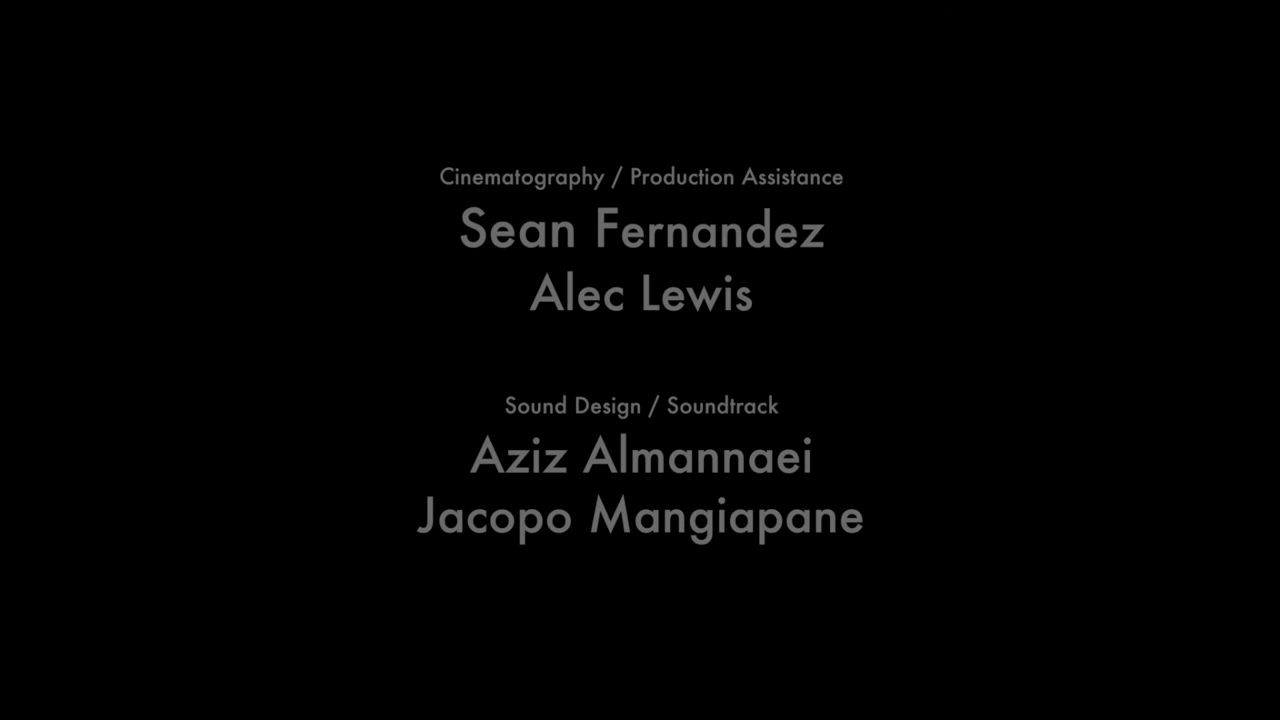 Cinematography / Production Assistance
Sean Fernandez
Alec Lewis
Sound Design / Soundtrack
Aziz Almannaei
Jacopo Mangiapane